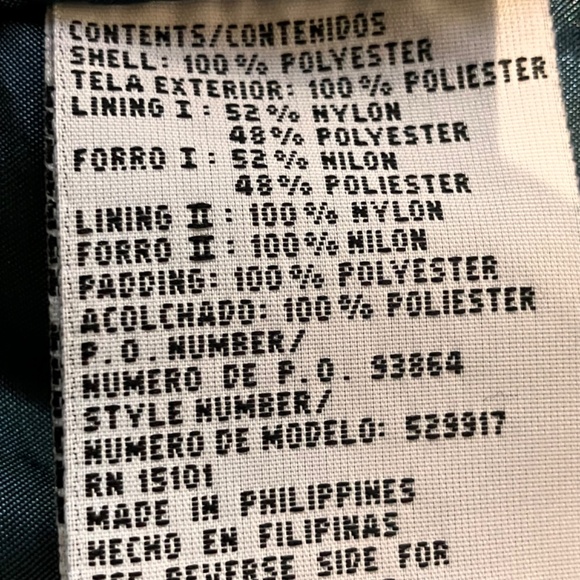 CONTENTS/CONTENIDOS
SHELL: 100% POLYESTER
TELA EXTERIOR: 100% POLIESTER
LINING I: 52% NYLON
48% POLYESTER
FORRO I: 52% NILON
48% POLIESTER
LINING II: 100% NYLON
FORRO II: 100% NILON
PADDING: 100% POLYESTER
ACOLCHADO: 100% POLIESTER
P.O. NUMBER/
NUMERO DE P.O. 93864
STYLE NUMBER/
NUMERO DE MODELO: 529917
RN 15101
MADE IN PHILIPPINES
HECHO EN FILIPINAS
SEE REVERSE SIDE FOR